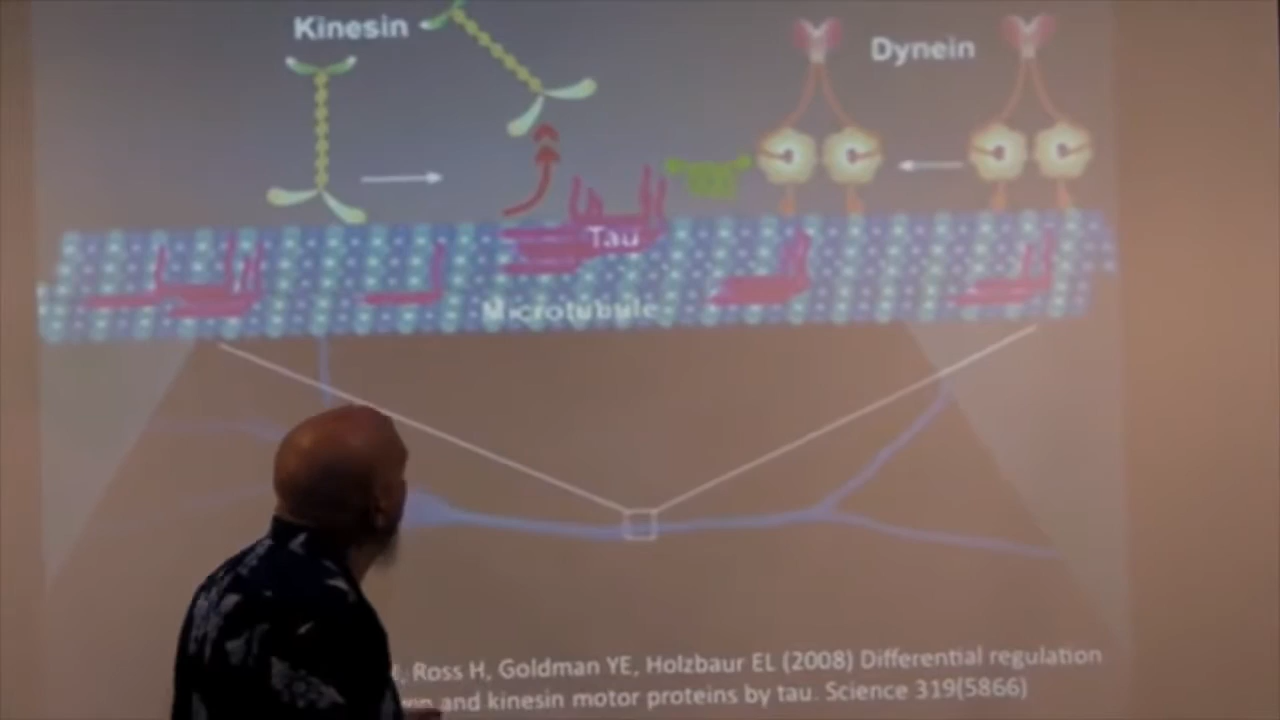 Kinesin
Dynein
Tau
Microtubule
, Ross H, Goldman YE, Holzbaur EL (2008) Differential regulation
and kinesin motor proteins by tau. Science 319(5866)